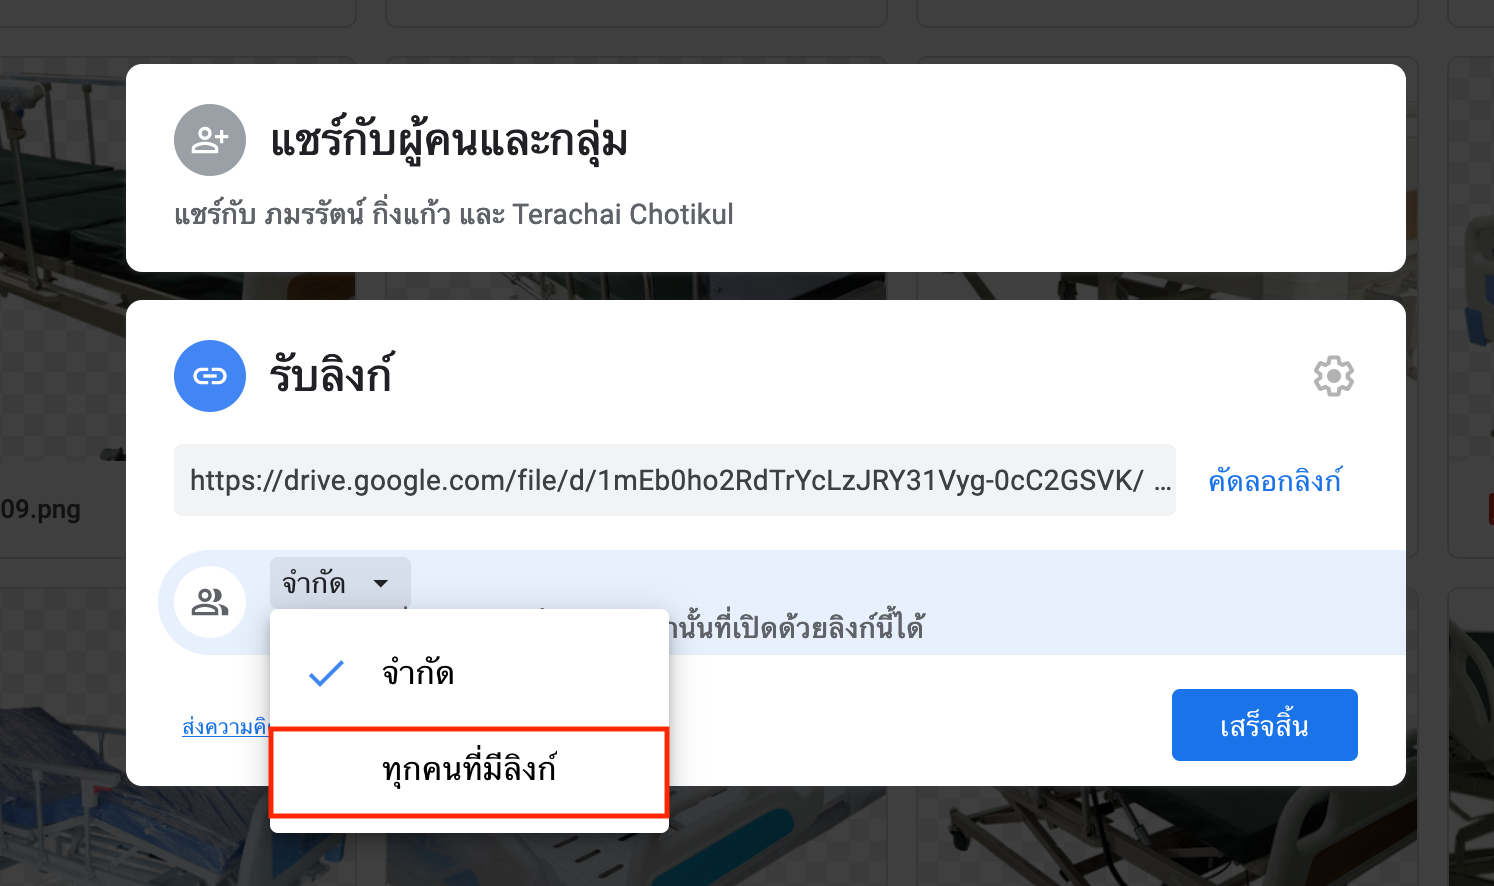 แชร์กับผู้คนและกลุ่ม
แชร์กับ ภมรรัตน์ กิ่งแก้ว และ Terachai Chotikul
รับลิงก์
https://drive.google.com/file/d/1mEb0ho2RdTrYcLzJRY31Vyg-0cC2GSVK/ ...
คัดลอกลิงก์
09.png
จำกัด
นั้นที่เปิดด้วยลิงก์นี้ได้
จำกัด
ส่งความคิด
ทุกคนที่มีลิงก์
เสร็จสิ้น